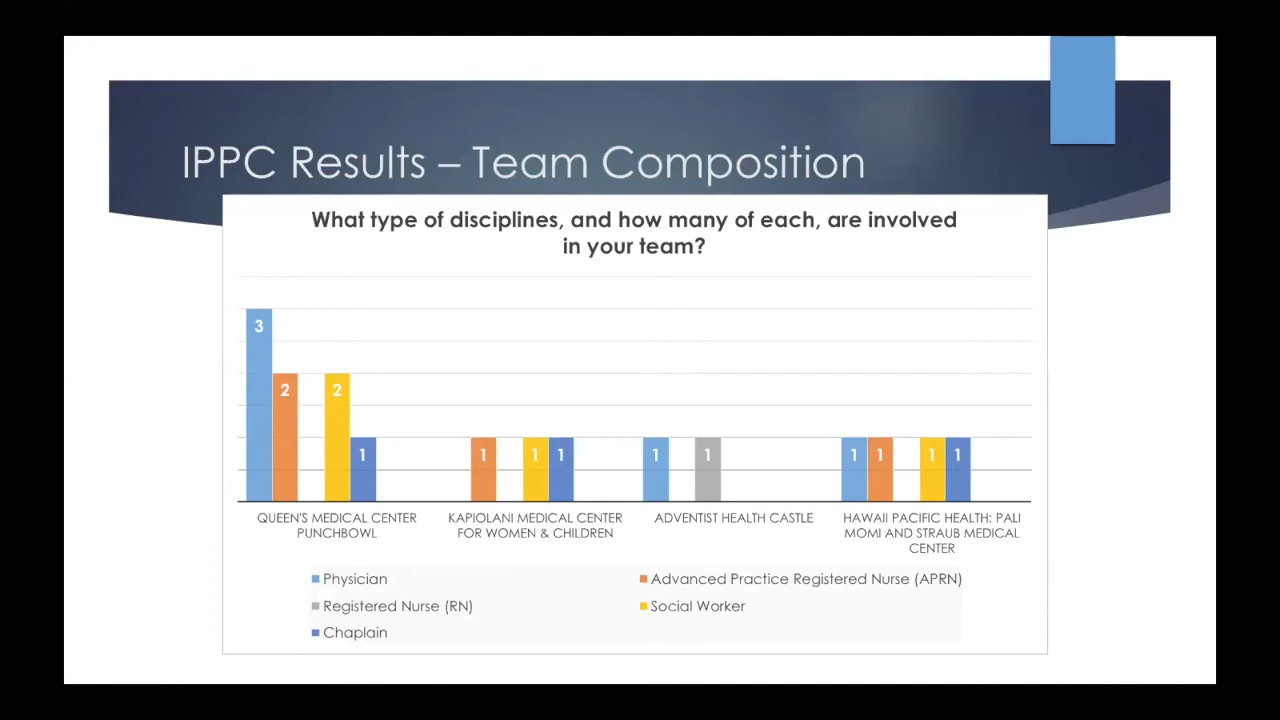 IPPC Results – Team Composition
What type of disciplines, and how many of each, are involved
in your team?
3
2
2
1
1
1
1
1
1
1
1
1
1
QUEEN'S MEDICAL CENTER
PUNCHBOWL
KAPIOLANI MEDICAL CENTER
FOR WOMEN & CHILDREN
ADVENTIST HEALTH CASTLE
HAWAII PACIFIC HEALTH: PALI
MOMI AND STRAUB MEDICAL
CENTER
Physician
Advanced Practice Registered Nurse (APRN)
Registered Nurse (RN)
Social Worker
Chaplain